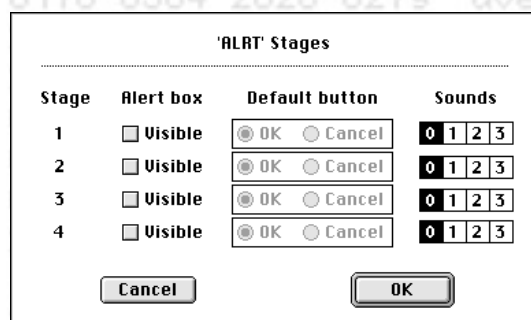 'ALRT' Stages
Stage Alert box Default button Sounds
1 Visible OK Cancel 0 1 2 3
2 Visible OK Cancel 0 1 2 3
3 Visible OK Cancel 0 1 2 3
4 Visible OK Cancel 0 1 2 3
Cancel OK